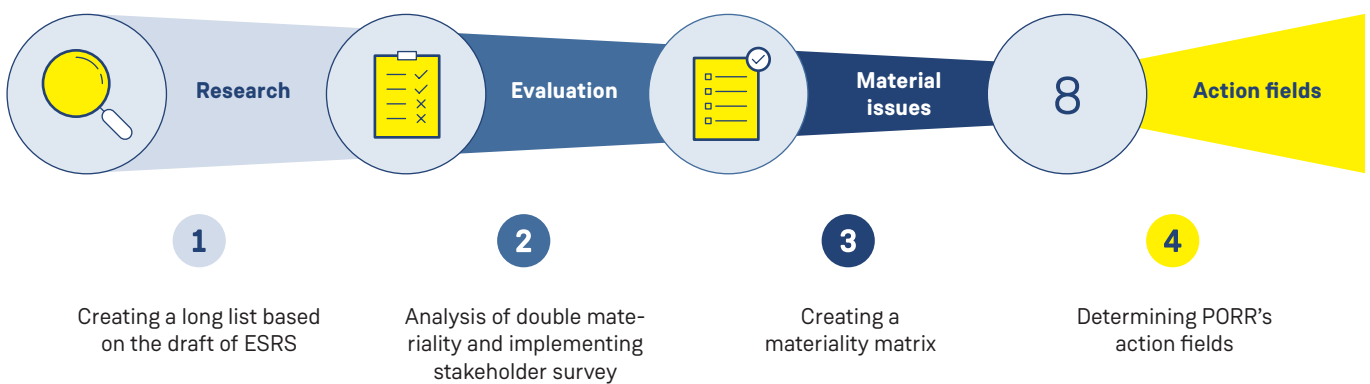 Research
Evaluation
Material
issues
8
Action fields
1
2
3
4
Creating a long list based
on the draft of ESRS
Analysis of double mate-
riality and implementing
stakeholder survey
Creating a
materiality matrix
Determining PORR’s
action fields